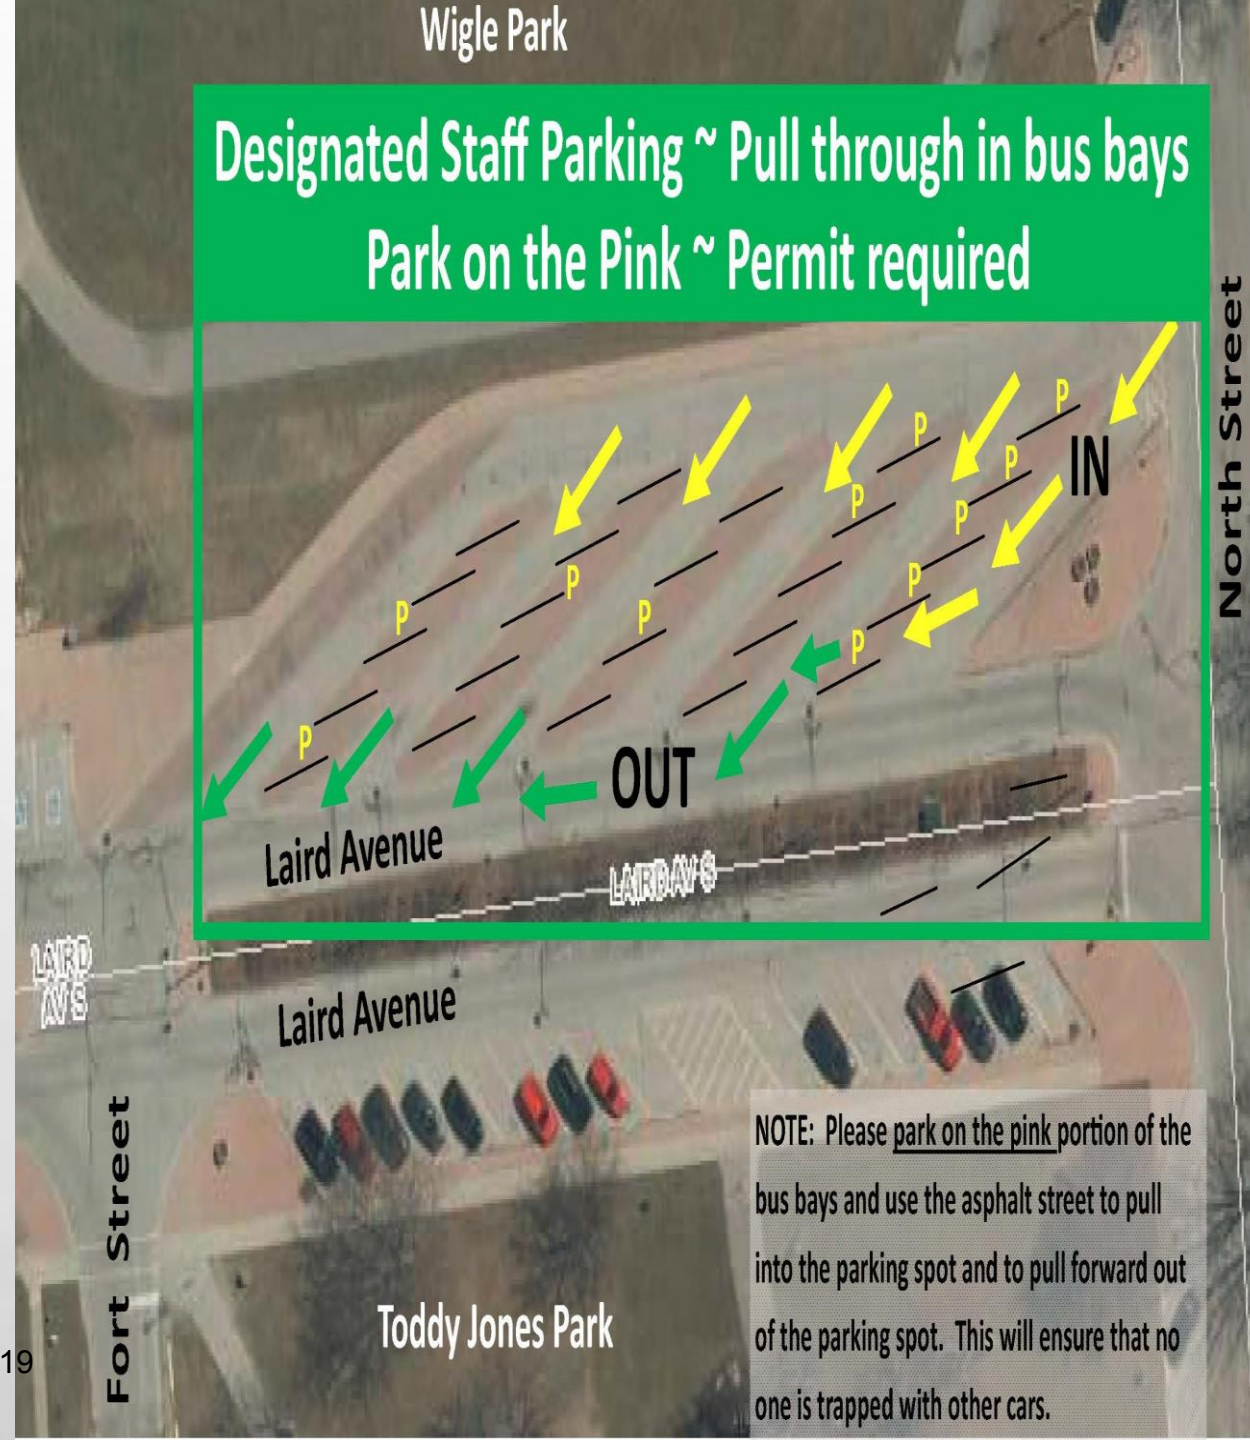 Wigle Park
Designated Staff Parking ~ Pull through in bus bays
Park on the Pink ~ Permit required
North Street
P
P
IN
P
P
P
P
P
P
P
P
P
OUT
Laird Avenue
LAIRD AV S
LAIRD
AV S
Laird Avenue
Fort Street
Toddy Jones Park
NOTE: Please park on the pink portion of the
bus bays and use the asphalt street to pull
into the parking spot and to pull forward out
of the parking spot. This will ensure that no
one is trapped with other cars.
19